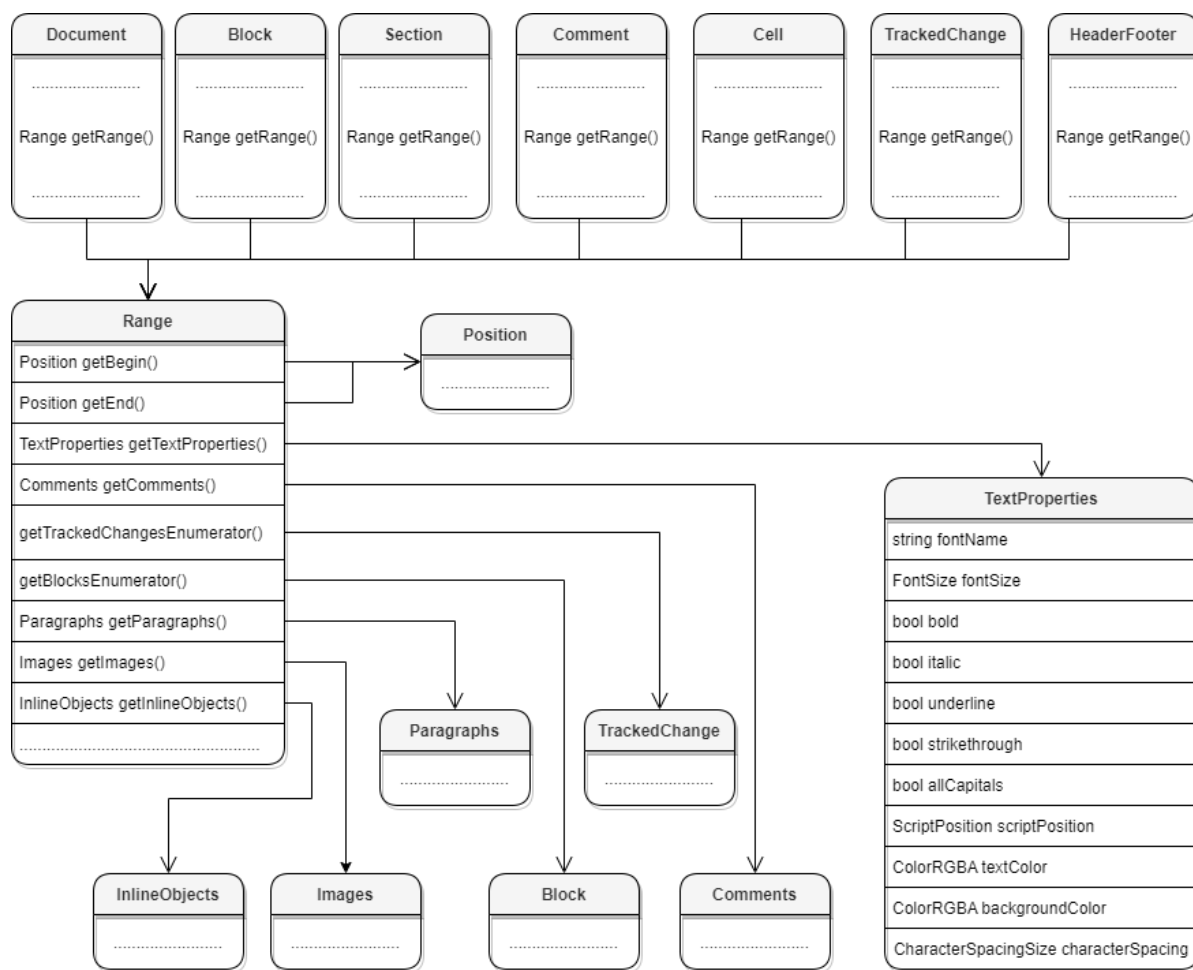 Document
Block
Section
Comment
Cell
TrackedChange
HeaderFooter
..........................
..........................
..........................
..........................
..........................
..........................
..........................
Range getRange()
Range getRange()
Range getRange()
Range getRange()
Range getRange()
Range getRange()
Range getRange()
..........................
..........................
..........................
..........................
..........................
..........................
..........................
Range
Position getBegin()
Position getEnd()
TextProperties getTextProperties()
Comments getComments()
getTrackedChangesEnumerator()
getBlocksEnumerator()
Paragraphs getParagraphs()
Images getImages()
InlineObjects getInlineObjects()
..........................................................
Position
..........................
TextProperties
string fontName
FontSize fontSize
bool bold
bool italic
bool underline
bool strikethrough
bool allCapitals
ScriptPosition scriptPosition
ColorRGBA textColor
ColorRGBA backgroundColor
CharacterSpacingSize characterSpacing
Paragraphs
..........................
TrackedChange
..........................
InlineObjects
..........................
Images
..........................
Block
..........................
Comments
..........................